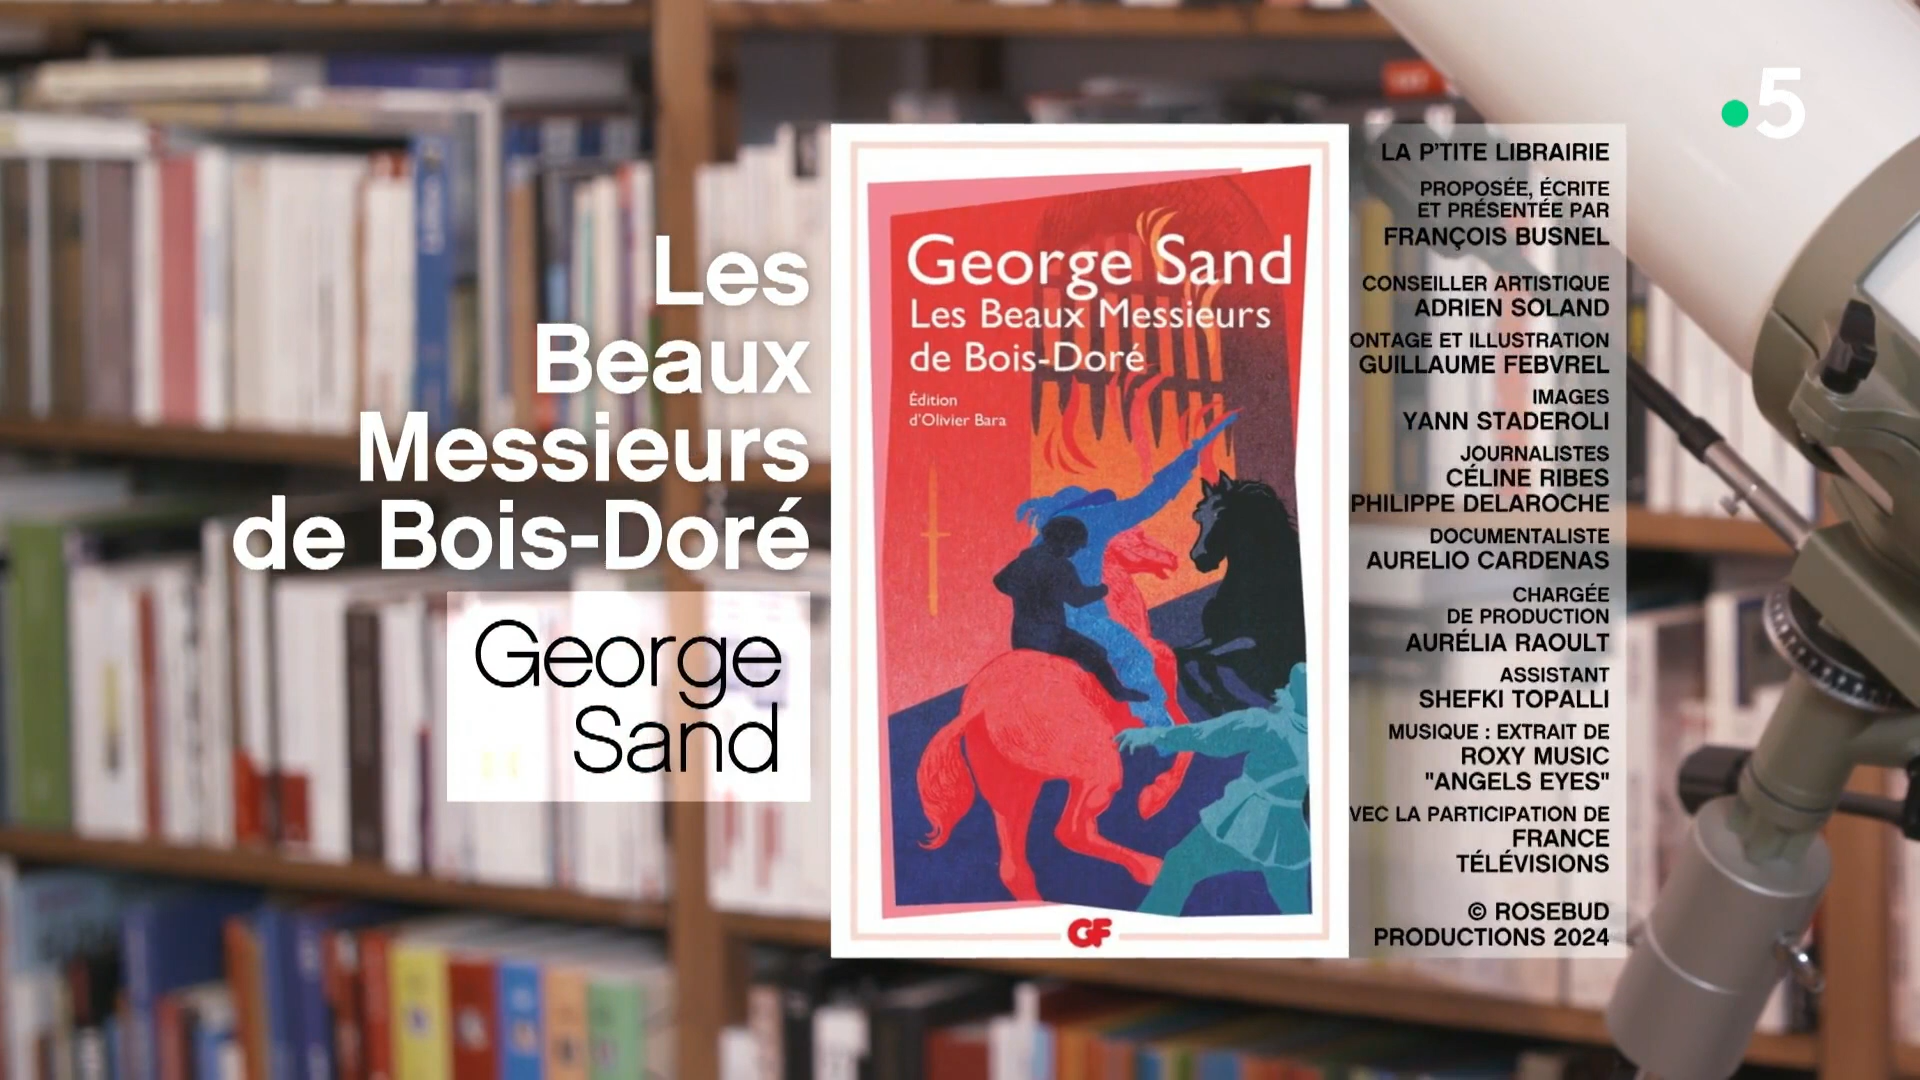 5
Les
Beaux
Messieurs
de Bois-Doré
George
Sand
George Sand
Les Beaux Messieurs
de Bois-Doré
Édition
d'Olivier Bara
GF
LA P'TITE LIBRAIRIE
PROPOSÉE, ÉCRITE
ET PRÉSENTÉE PAR
FRANÇOIS BUSNEL
CONSEILLER ARTISTIQUE
ADRIEN SOLAND
ONTAGE ET ILLUSTRATION
GUILLAUME FEBVREL
IMAGES
YANN STADEROLI
JOURNALISTES
CÉLINE RIBES
PHILIPPE DELAROCHE
DOCUMENTALISTE
AURELIO CARDENAS
CHARGÉE
DE PRODUCTION
AURÉLIA RAOULT
ASSISTANT
SHEFKI TOPALLI
MUSIQUE : EXTRAIT DE
ROXY MUSIC
"ANGELS EYES"
VEC LA PARTICIPATION DE
FRANCE
TÉLÉVISIONS
© ROSEBUD
PRODUCTIONS 2024